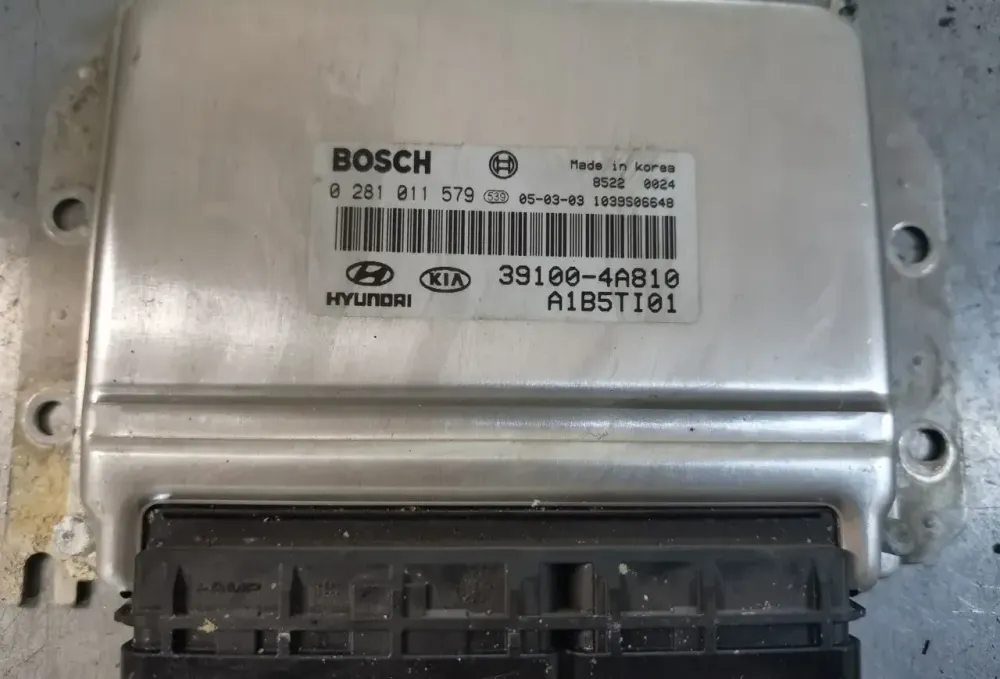 BOSCH Made in korea
8522 0024
0 281 011 579 539 05-03-03 1039S06648
HYUNDAI KIA 39100-4A810
A1B5TI01
AMP